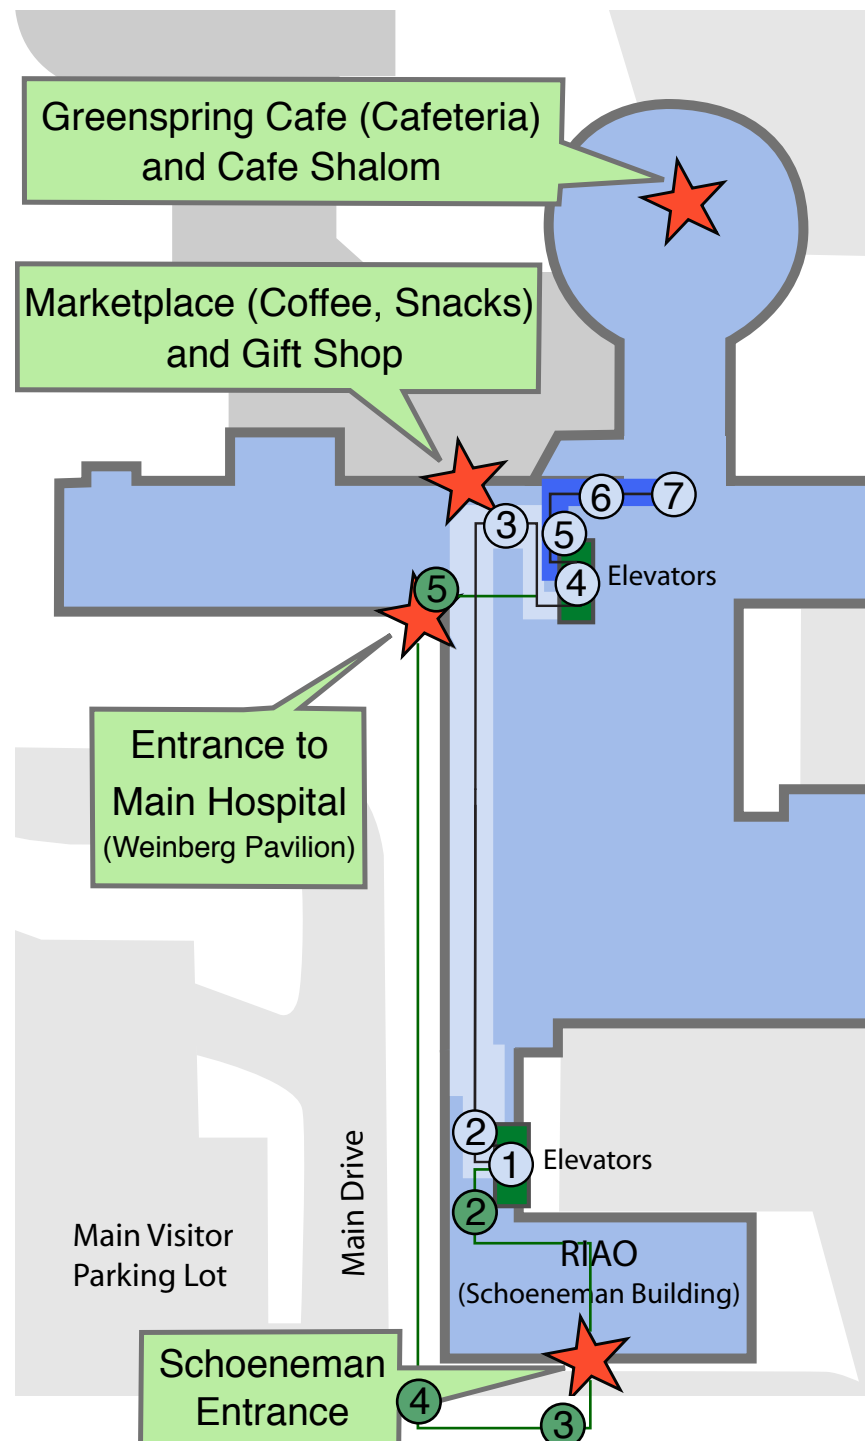 Greenspring Cafe (Cafeteria)
and Cafe Shalom
Marketplace (Coffee, Snacks)
and Gift Shop
6
7
3
5
4
Elevators
5
Entrance to
Main Hospital
(Weinberg Pavilion)
2
1
Elevators
2
Main Drive
Main Visitor
Parking Lot
RIAO
(Schoeneman Building)
Schoeneman
Entrance
4
3